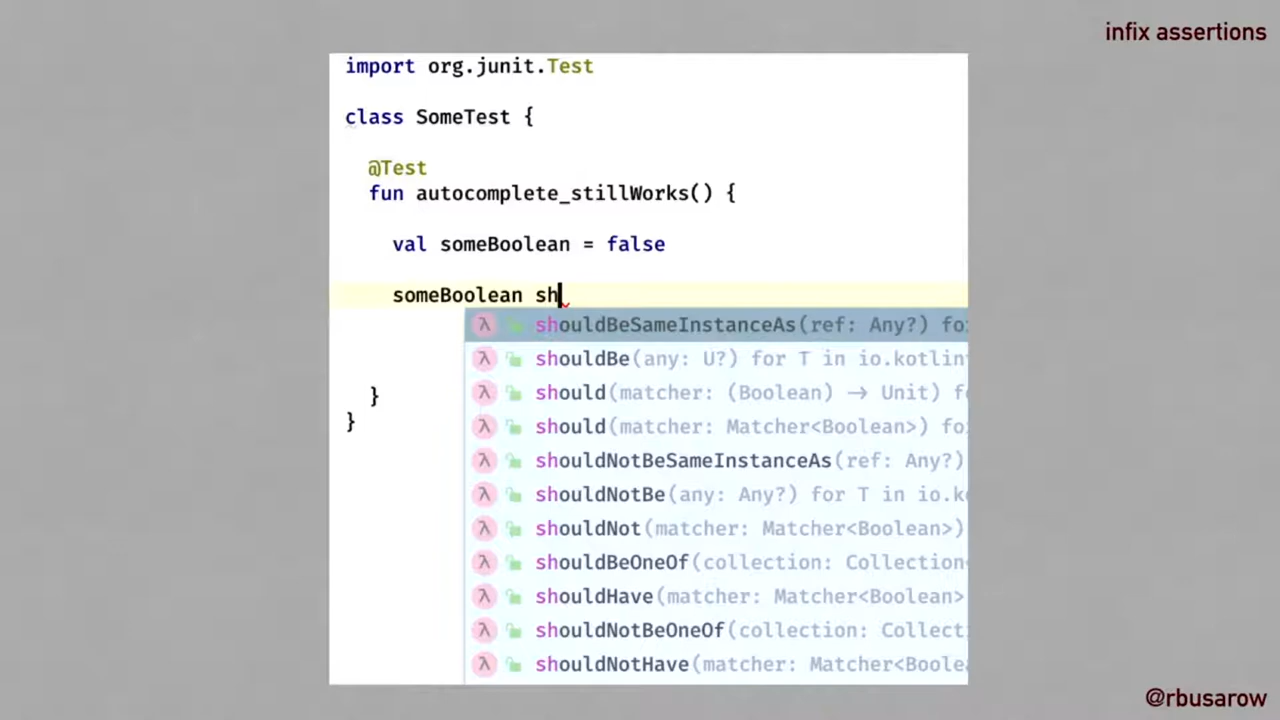 infix assertions
import org.junit.Test
class SomeTest {
@Test
fun autocomplete_stillWorks() {
val someBoolean = false
someBoolean sh
shouldBeSameInstanceAs(ref: Any?) fo
shouldBe(any: U?) for T in io.kotlin
should(matcher: (Boolean) → Unit) f
should(matcher: Matcher<Boolean>) fo
shouldNotBeSameInstanceAs(ref: Any?)
shouldNotBe(any: Any?) for T in io.k
shouldNot(matcher: Matcher<Boolean>)
shouldBeOneOf(collection: Collection
shouldHave(matcher: Matcher<Boolean>
shouldNotBeOneOf(collection: Collect
shouldNotHave(matcher: Matcher<Boole
}
}
@rbusarow